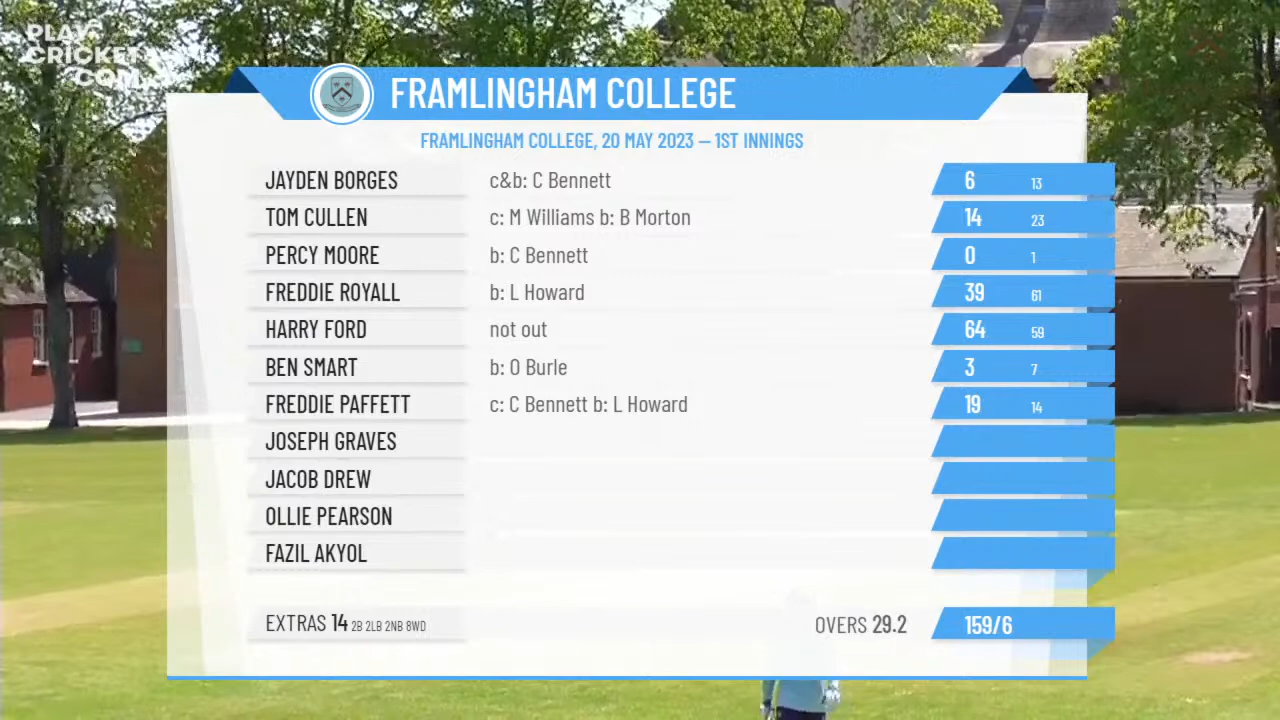 PLAY-
CRICKET
.COM
FRAMLINGHAM COLLEGE
FRAMLINGHAM COLLEGE, 20 MAY 2023 – 1ST INNINGS
JAYDEN BORGES c&b: C Bennett 6 13
TOM CULLEN c: M Williams b: B Morton 14 23
PERCY MOORE b: C Bennett 0 1
FREDDIE ROYALL b: L Howard 39 61
HARRY FORD not out 64 59
BEN SMART b: O Burle 3 7
FREDDIE PAFFETT c: C Bennett b: L Howard 19 14
JOSEPH GRAVES
JACOB DREW
OLLIE PEARSON
FAZIL AKYOL
EXTRAS 14 2B 2LB 2NB 8WD OVERS 29.2 159/6